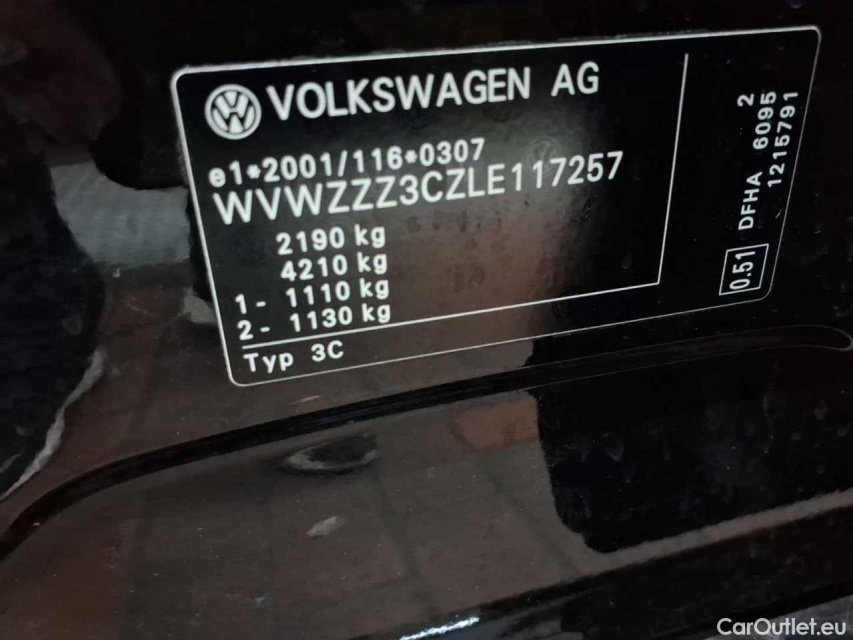 VOLKSWAGEN AG
e1*2001/116*0307
WVWZZZ3CZLE117257
2190 kg
4210 kg
1- 1110 kg
2- 1130 kg
Typ 3C
0.51 DFHA 6095 2
1215791
CarOutlet.eu